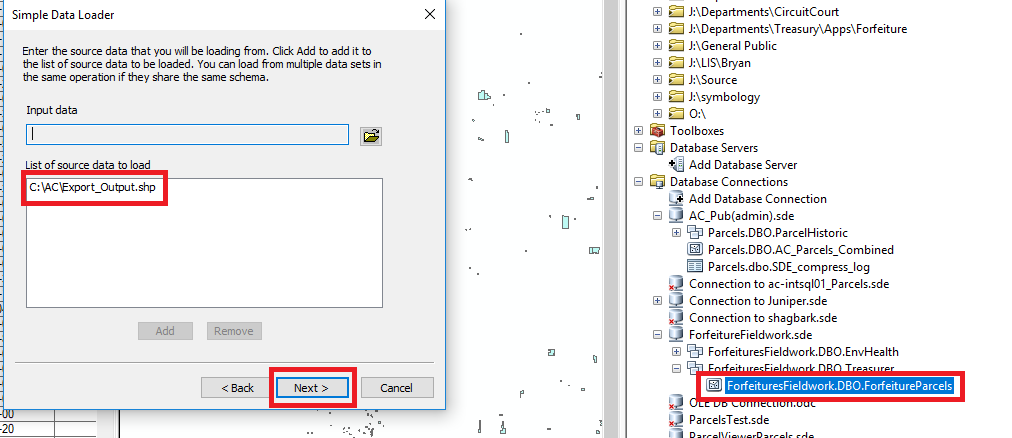 Simple Data Loader
Enter the source data that you will be loading from. Click Add to add it to
the list of source data to be loaded. You can load from multiple data sets in
the same operation if they share the same schema.
Input data
List of source data to load
C:\AC\Export_Output.shp
Add
Remove
< Back
Next >
Cancel
-00
-20
J:\Departments\CircuitCourt
J:\Departments\Treasury\Apps\Forfeiture
J:\General Public
J:\LIS\Bryan
J:\Source
J:\symbology
O:\
Toolboxes
Database Servers
Add Database Server
Database Connections
Add Database Connection
AC_Pub(admin).sde
Parcels.DBO.ParcelHistoric
Parcels.DBO.AC_Parcels_Combined
Parcels.dbo.SDE_compress_log
Connection to ac-intsql01_Parcels.sde
Connection to Juniper.sde
Connection to shagbark.sde
ForfeitureFieldwork.sde
ForfeituresFieldwork.DBO.EnvHealth
ForfeituresFieldwork.DBO.Treasurer
ForfeituresFieldwork.DBO.ForfeitureParcels
OLE DB Connection.odc
ParcelsTest.sde
ParcelViewerParcels.sde